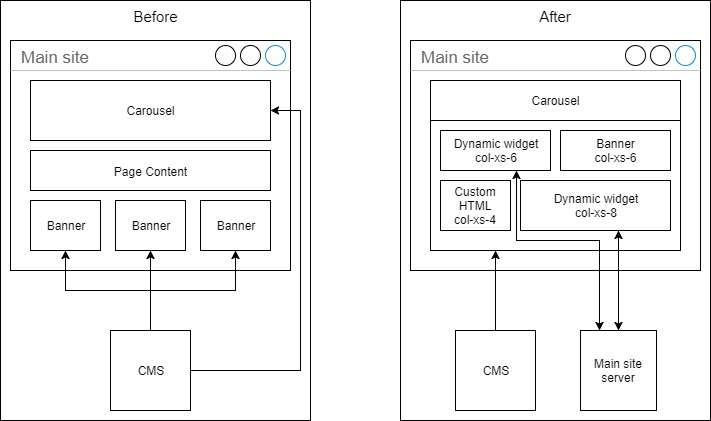 Before
Main site
Carousel
Page Content
Banner
Banner
Banner
CMS
After
Main site
Carousel
Dynamic widget
col-xs-6
Banner
col-xs-6
Custom
HTML
col-xs-4
Dynamic widget
col-xs-8
CMS
Main site
server